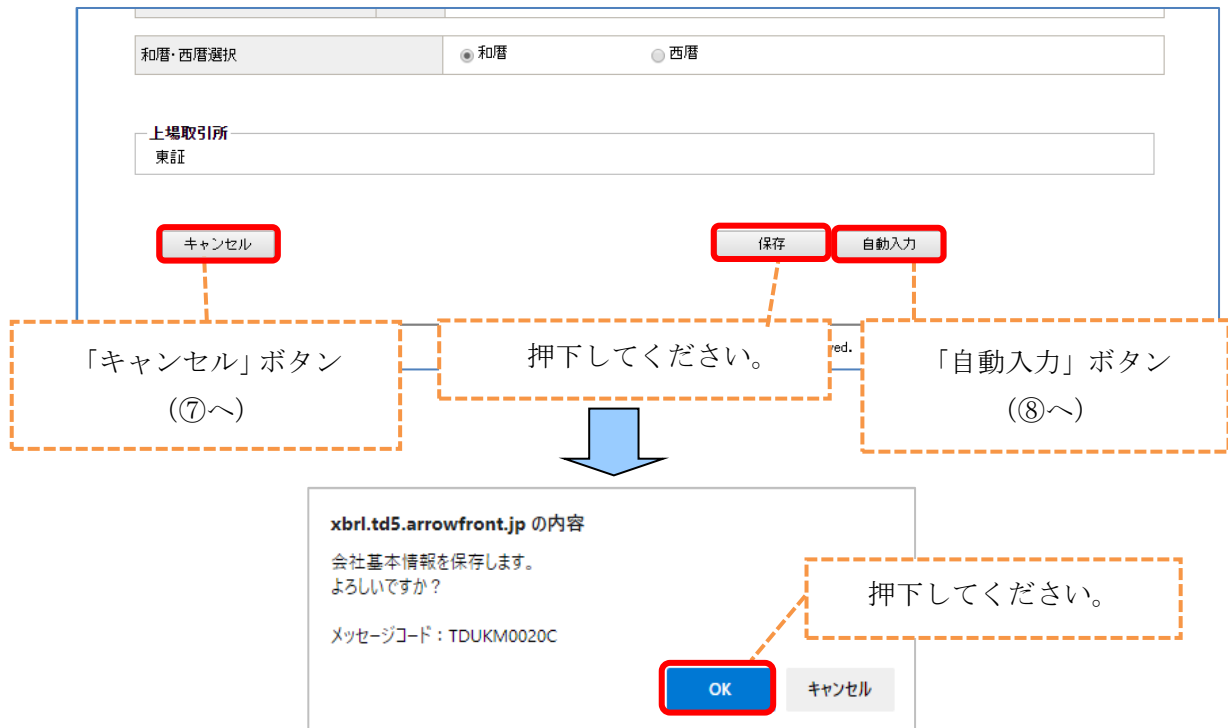 和暦・西暦選択 和暦 西暦
上場取引所
東証
キャンセル 保存 自動入力
「キャンセル」ボタン
(⑦へ)
押下してください。
ved.
「自動入力」ボタン
(⑧へ)
xbrl.td5.arrowfront.jp の内容
会社基本情報を保存します。
よろしいですか？
メッセージコード：TDUKM0020C
押下してください。
OK キャンセル